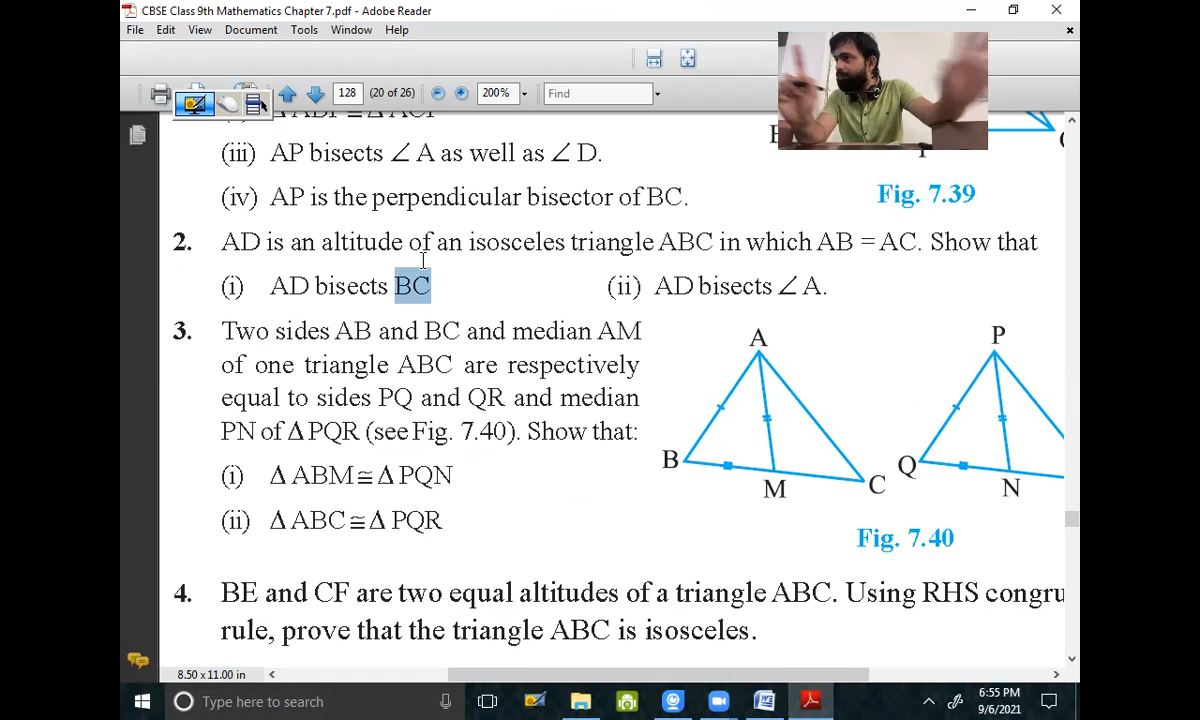 CBSE Class 9th Mathematics Chapter 7.pdf - Adobe Reader
File Edit View Document Tools Window Help
128 (20 of 26) 200% Find
(iii) AP bisects ∠ A as well as ∠ D.
(iv) AP is the perpendicular bisector of BC.
Fig. 7.39
2. AD is an altitude of an isosceles triangle ABC in which AB = AC. Show that
(i) AD bisects BC (ii) AD bisects ∠ A.
3. Two sides AB and BC and median AM
of one triangle ABC are respectively
equal to sides PQ and QR and median
PN of Δ PQR (see Fig. 7.40). Show that:
(i) Δ ABM ≅ Δ PQN
(ii) Δ ABC ≅ Δ PQR
A P
B M C Q N
Fig. 7.40
4. BE and CF are two equal altitudes of a triangle ABC. Using RHS congru
rule, prove that the triangle ABC is isosceles.
8.50 x 11.00 in
Type here to search
6:55 PM
9/6/2021